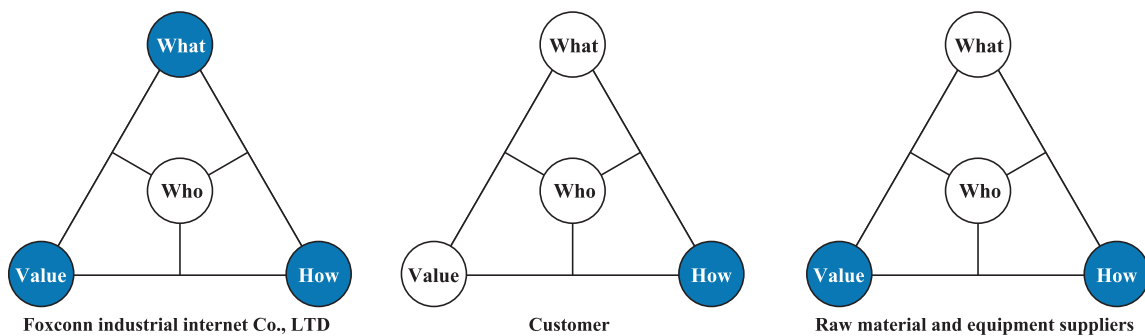 What
Who
Value
How
Foxconn industrial internet Co., LTD
What
Who
Value
How
Customer
What
Who
Value
How
Raw material and equipment suppliers